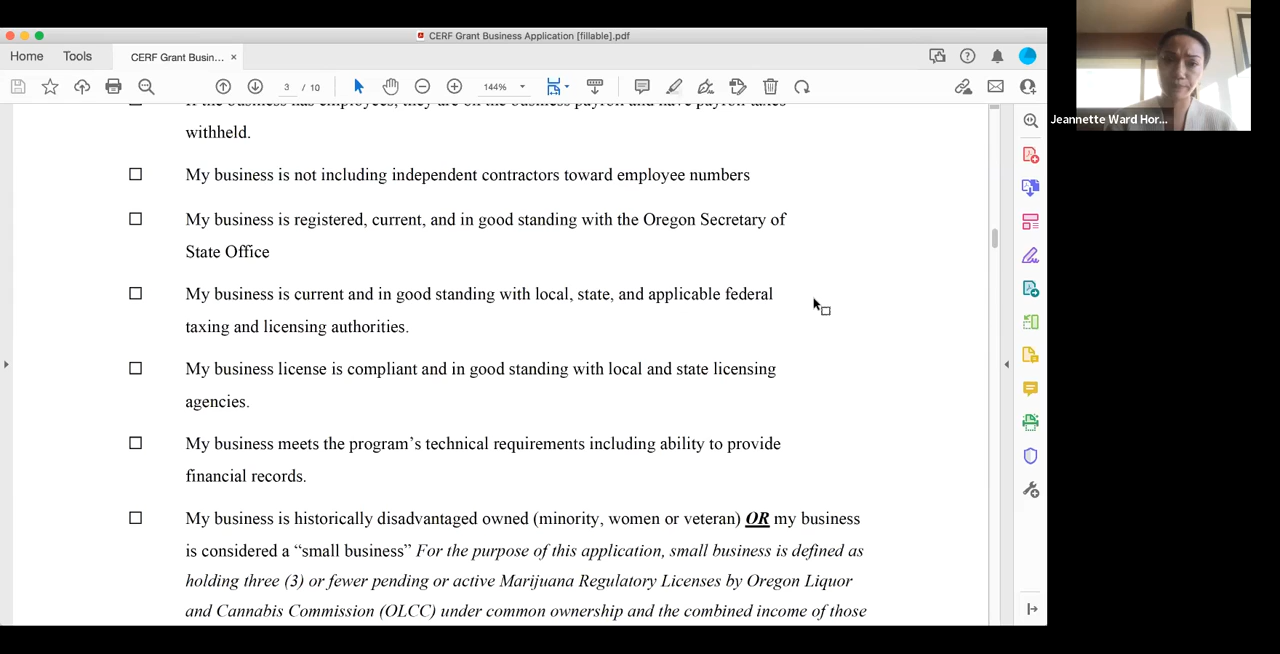 CERF Grant Business Application [fillable].pdf
Home Tools CERF Grant Busin... ×
3 / 10 144%
If the business has employees, they are on the business payroll and have payroll taxes
withheld.
My business is not including independent contractors toward employee numbers
My business is registered, current, and in good standing with the Oregon Secretary of
State Office
My business is current and in good standing with local, state, and applicable federal
taxing and licensing authorities.
My business license is compliant and in good standing with local and state licensing
agencies.
My business meets the program’s technical requirements including ability to provide
financial records.
My business is historically disadvantaged owned (minority, women or veteran) OR my business
is considered a “small business” For the purpose of this application, small business is defined as
holding three (3) or fewer pending or active Marijuana Regulatory Licenses by Oregon Liquor
and Cannabis Commission (OLCC) under common ownership and the combined income of those
Jeannette Ward Hor...